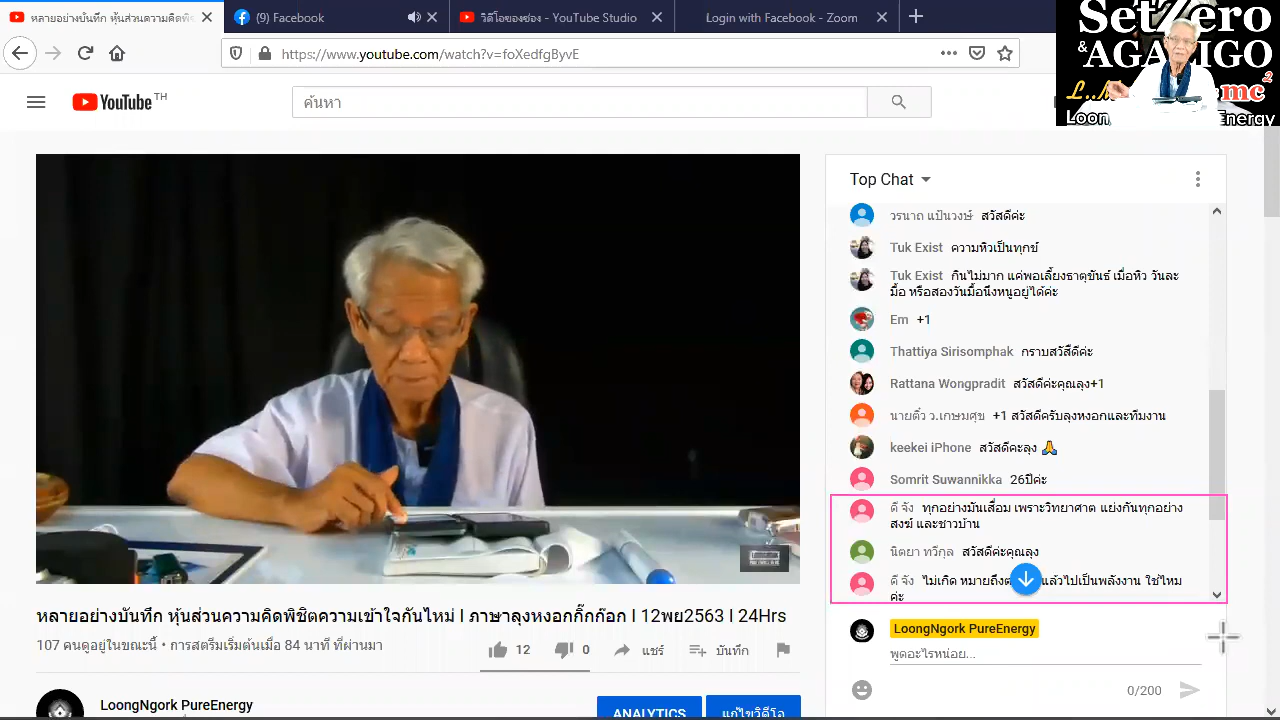 หลายอย่างบันทึก หุ้นส่วนความคิดพิชิ
(9) Facebook
วิดีโอของช่อง - YouTube Studio
Login with Facebook - Zoom
https://www.youtube.com/watch?v=foXedfgByvE
SetZero
& AGALIGO
mc²
Loon
Energy
YouTube TH
ค้นหา
Top Chat
วรนาถ แป้นวงษ์ สวัสดีค่ะ
Tuk Exist ความหิวเป็นทุกข์
Tuk Exist กินไม่มาก แค่พอเลี้ยงธาตุขันธ์ เมื่อหิว วันละ
มื้อ หรือสองวันมื้อนึงหนูอยู่ได้ค่ะ
Em +1
Thattiya Sirisomphak กราบสวัสดีค่ะ
Rattana Wongpradit สวัสดีค่ะคุณลุง+1
นายติ๋ว ว.เกษมศุข +1 สวัสดีครับลุงหงอกและทีมงาน
keekei iPhone สวัสดีคะลุง 🙏
Somrit Suwannikka 26ปีค่ะ
ดี จัง ทุกอย่างมันเสื่อม เพราะวิทยาศาต แย่งกันทุกอย่าง
สงฆ์ และชาวบ้าน
นิตยา ทวีกุล สวัสดีค่ะคุณลุง
ดี จัง ไม่เกิด หมายถึงต แล้วไปเป็นพลังงาน ใช่ไหม
ค่ะ
LoongNgork PureEnergy
พูดอะไรหน่อย...
0/200
หลายอย่างบันทึก หุ้นส่วนความคิดพิชิตความเข้าใจกันไหม่ l ภาษาลุงหงอกกิ๊กก๊อก l 12พย2563 l 24Hrs
107 คนดูอยู่ในขณะนี้ • การสตรีมเริ่มต้นเมื่อ 84 นาที ที่ผ่านมา
12
0
แชร์
บันทึก
LoongNgork PureEnergy
ANALYTICS
แก้ไขวิดีโอ